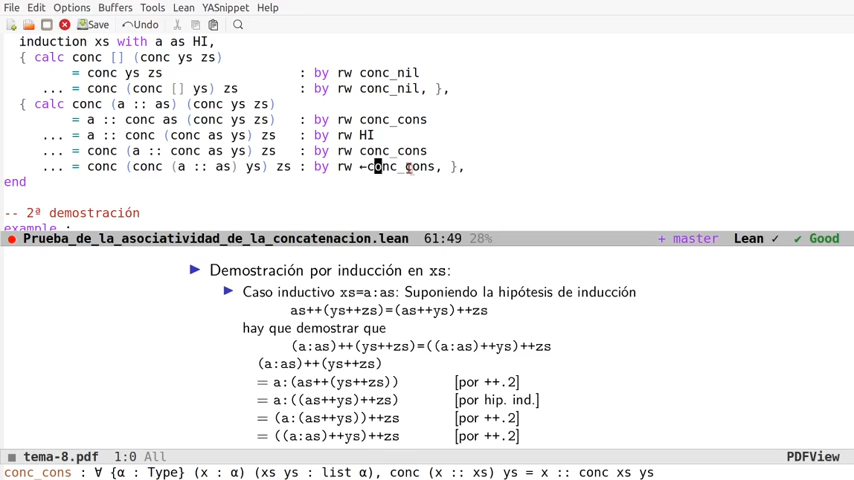 File Edit Options Buffers Tools Lean YASnippet Help
Save Undo
induction xs with a as HI,
{ calc conc [] (conc ys zs)
= conc ys zs : by rw conc_nil
... = conc (conc [] ys) zs : by rw conc_nil, },
{ calc conc (a :: as) (conc ys zs)
= a :: conc as (conc ys zs) : by rw conc_cons
... = a :: conc (conc as ys) zs : by rw HI
... = conc (a :: conc as ys) zs : by rw conc_cons
... = conc (conc (a :: as) ys) zs : by rw ←conc_cons, },
end
-- 2ª demostración
example :
Prueba_de_la_asociatividad_de_la_concatenacion.lean 61:49 28% + master Lean ✓ ✔ Good
Demostración por inducción en xs:
Caso inductivo xs=a:as: Suponiendo la hipótesis de inducción
as++(ys++zs)=(as++ys)++zs
hay que demostrar que
(a:as)++(ys++zs)=((a:as)++ys)++zs
(a:as)++(ys++zs)
= a:(as++(ys++zs)) [por ++.2]
= a:((as++ys)++zs) [por hip. ind.]
= (a:(as++ys))++zs [por ++.2]
= ((a:as)++ys)++zs [por ++.2]
tema-8.pdf 1:0 All PDFView
conc_cons : ∀ {α : Type} (x : α) (xs ys : list α), conc (x :: xs) ys = x :: conc xs ys